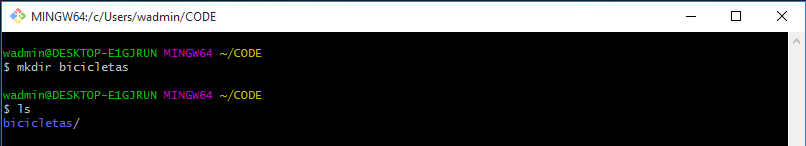 MINGW64:/c/Users/wadmin/CODE
wadmin@DESKTOP-E1GJRUN MINGW64 ~/CODE
$ mkdir bicicletas
wadmin@DESKTOP-E1GJRUN MINGW64 ~/CODE
$ ls
bicicletas/